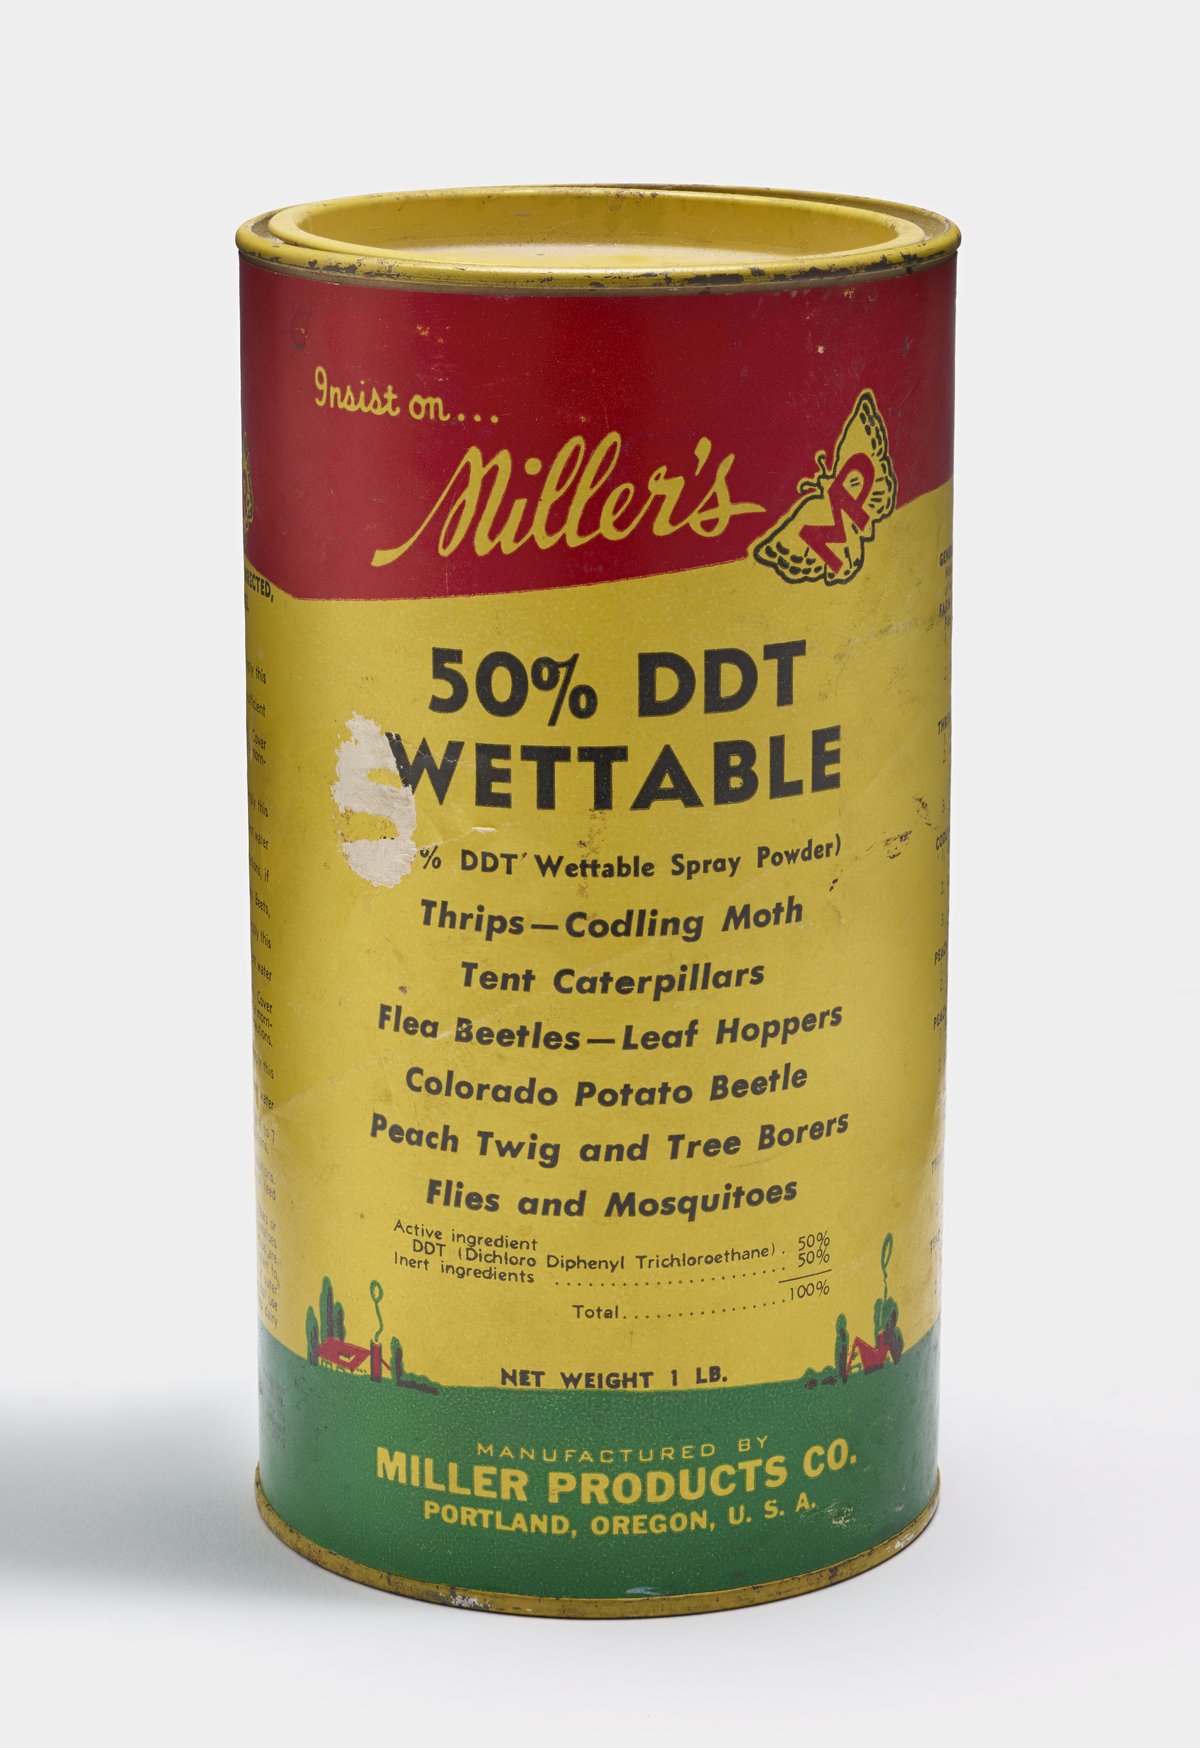 Insist on...
Miller's
MP
50% DDT
WETTABLE
% DDT Wettable Spray Powder)
Thrips—Codling Moth
Tent Caterpillars
Flea Beetles—Leaf Hoppers
Colorado Potato Beetle
Peach Twig and Tree Borers
Flies and Mosquitoes
Active ingredient
DDT (Dichloro Diphenyl Trichloroethane). 50%
Inert ingredients .................... 50%
100%
Total..............
NET WEIGHT 1 LB.
MANUFACTURED BY
MILLER PRODUCTS CO.
PORTLAND, OREGON, U. S. A.